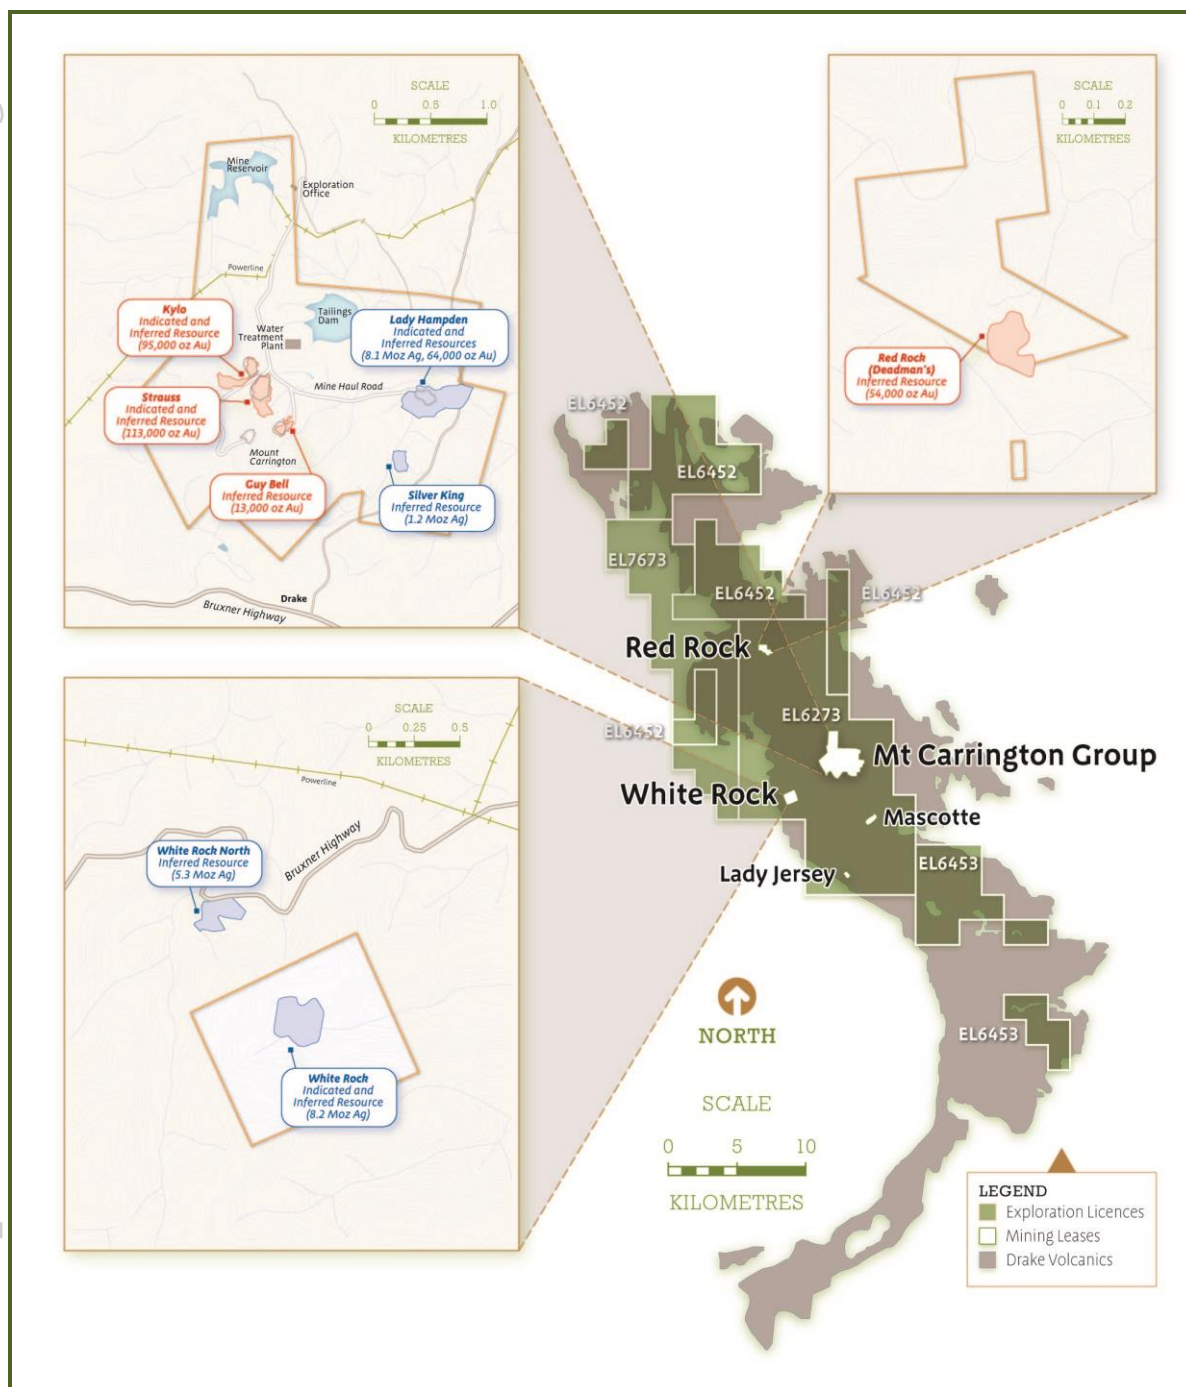 SCALE
0 0.5 1.0
KILOMETRES
Mine
Reservoir
Exploration
Office
Powerline
Kylo
Indicated and
Inferred Resource
(95,000 oz Au)
Water
Treatment
Plant
Tailings
Dam
Lady Hampden
Indicated and
Inferred Resources
(8.1 Moz Ag, 64,000 oz Au)
Mine Haul Road
Strauss
Indicated and
Inferred Resource
(113,000 oz Au)
Mount
Carrington
Guy Bell
Inferred Resource
(13,000 oz Au)
Silver King
Inferred Resource
(1.2 Moz Ag)
Drake
Bruxner Highway
SCALE
0 0.1 0.2
KILOMETRES
Red Rock
(Deadman's)
Inferred Resource
(54,000 oz Au)
SCALE
0 0.25 0.5
KILOMETRES
Powerline
Bruxner Highway
White Rock North
Inferred Resource
(5.3 Moz Ag)
White Rock
Indicated and
Inferred Resource
(8.2 Moz Ag)
EL6452
EL6452
EL7673
EL6452
EL6452
Red Rock
EL6452
EL6273
Mt Carrington Group
White Rock
Mascotte
Lady Jersey
EL6453
EL6453
NORTH
SCALE
0 5 10
KILOMETRES
LEGEND
Exploration Licences
Mining Leases
Drake Volcanics